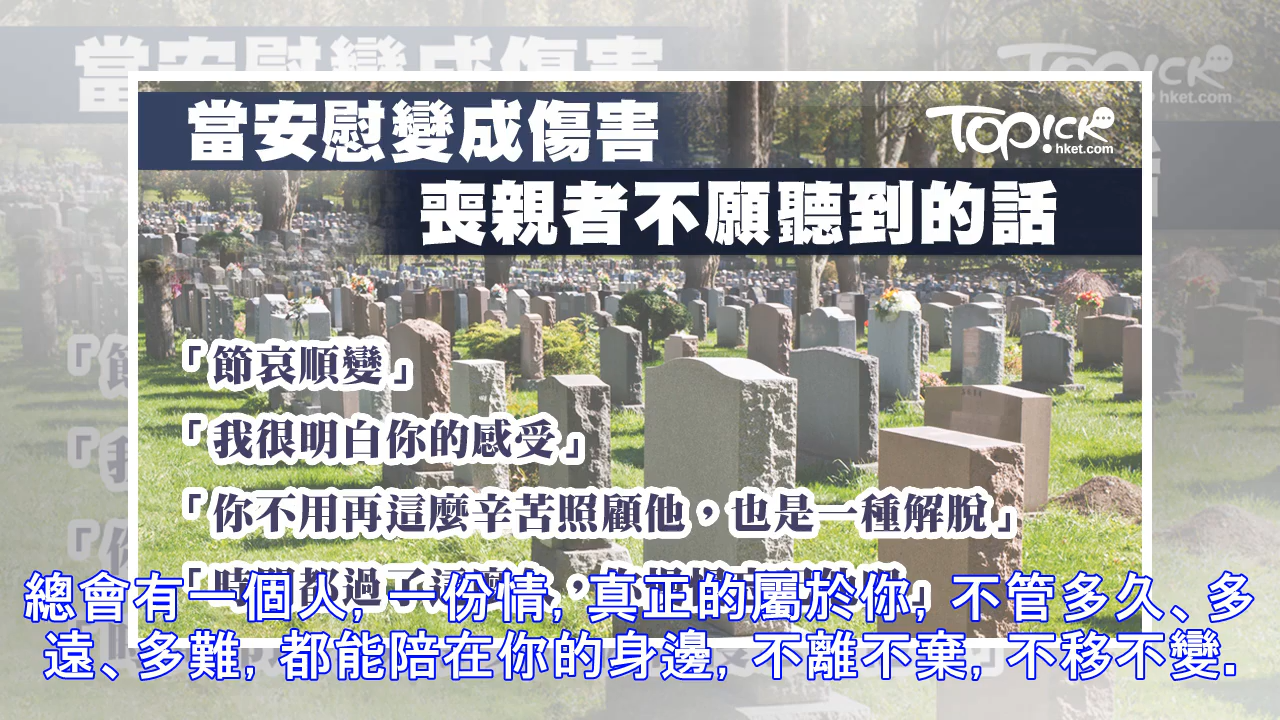 當安慰變成傷害
TOPick
hket.com
喪親者不願聽到的話
「節哀順變」
「我很明白你的感受」
「你不用再這麼辛苦照顧他，也是一種解脫」
總會有一個人, 一份情, 真正的屬於你, 不管多久、多
遠、多難, 都能陪在你的身邊, 不離不棄, 不移不變.